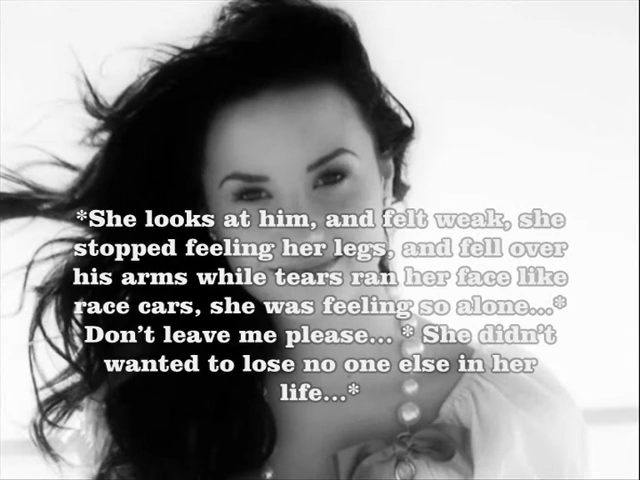 *She looks at him, and felt weak, she
stopped feeling her legs, and fell over
his arms while tears ran her face like
race cars, she was feeling so alone...*
Don't leave me please... * She didn't
wanted to lose no one else in her
life...*